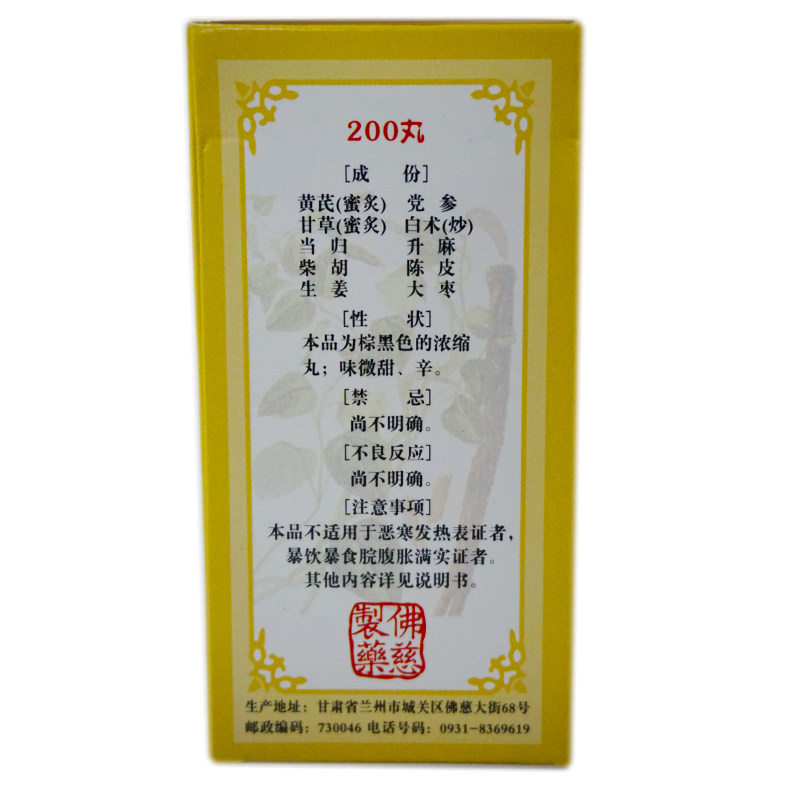 200丸
[成 份]
黄芪(蜜炙) 党 参
甘草(蜜炙) 白术(炒)
当 归 升 麻
柴 胡 陈 皮
生 姜 大 枣
[性 状]
本品为棕黑色的浓缩
丸；味微甜、辛。
[禁 忌]
尚不明确。
[不良反应]
尚不明确。
[注意事项]
本品不适用于恶寒发热表证者，
暴饮暴食脘腹胀满实证者。
其他内容详见说明书。
佛慈
製藥
生产地址：甘肃省兰州市城关区佛慈大街68号
邮政编码：730046 电话号码：0931-8369619